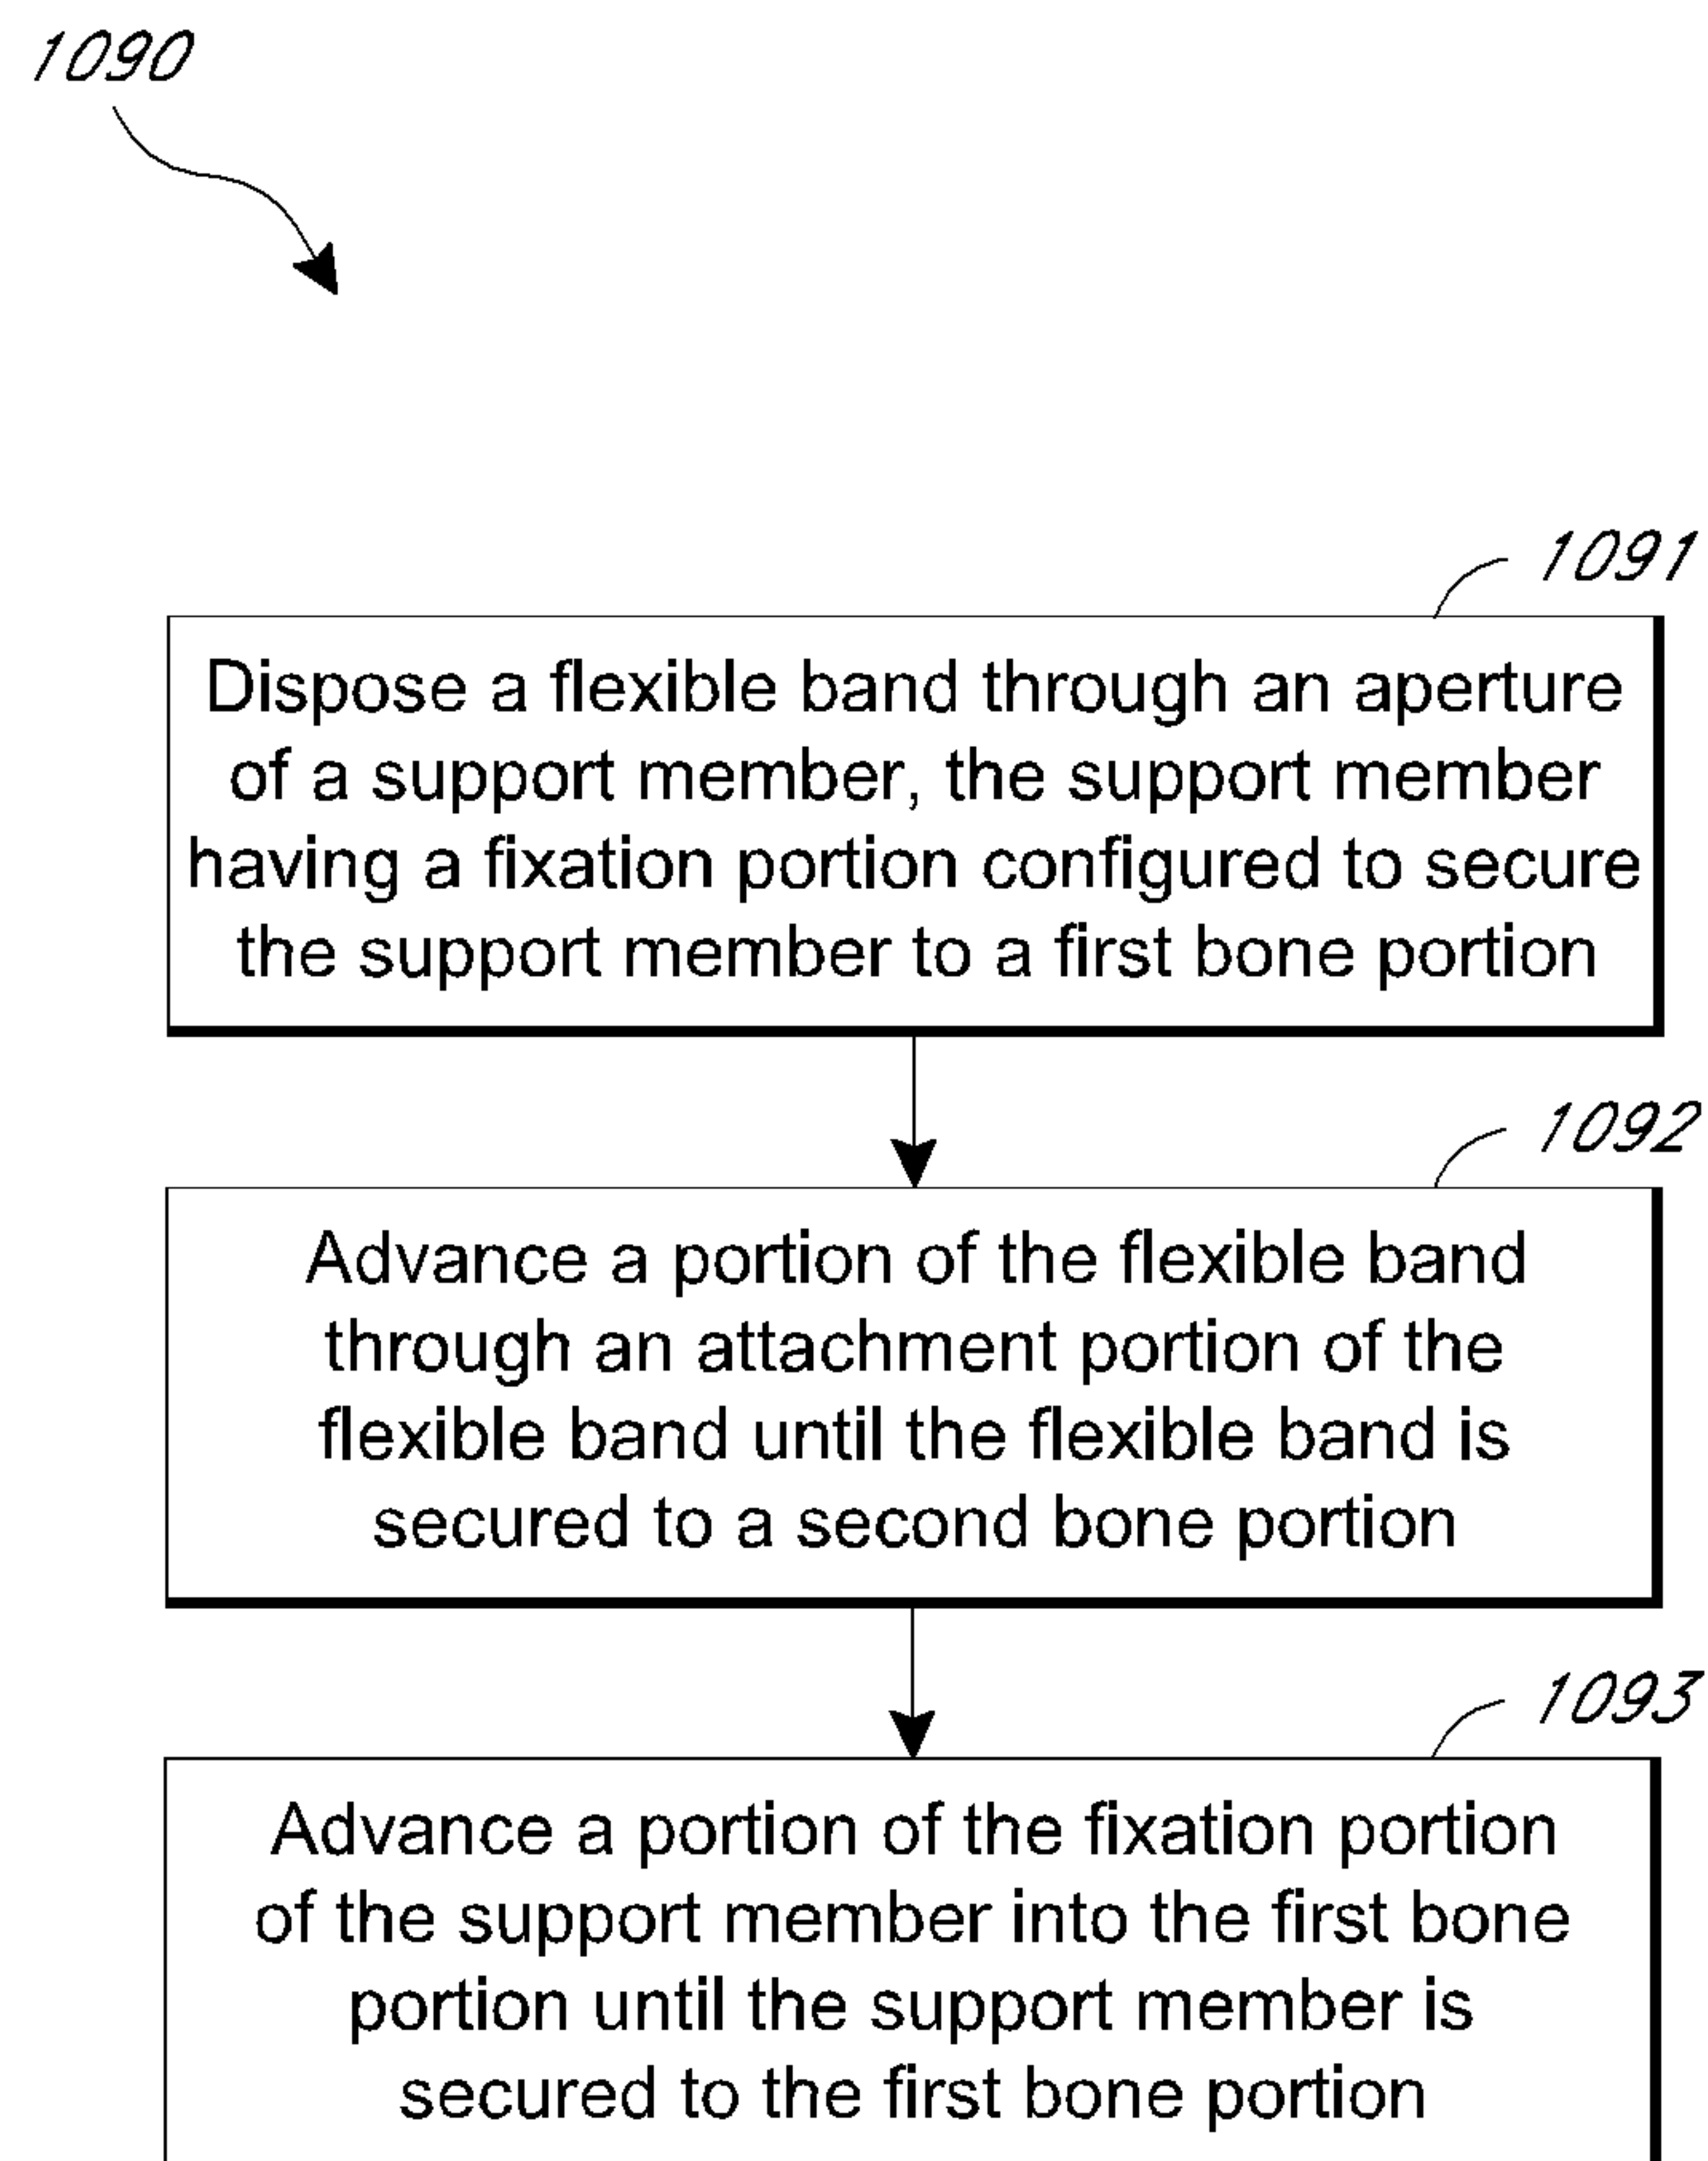 1090
1091
Dispose a flexible band through an aperture
of a support member, the support member
having a fixation portion configured to secure
the support member to a first bone portion
1092
Advance a portion of the flexible band
through an attachment portion of the
flexible band until the flexible band is
secured to a second bone portion
1093
Advance a portion of the fixation portion
of the support member into the first bone
portion until the support member is
secured to the first bone portion